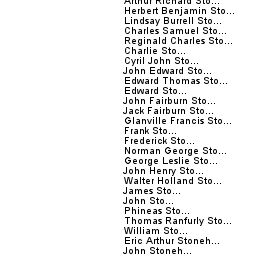 Arthur Richard Sto...
Herbert Benjamin Sto...
Lindsay Burrell Sto...
Charles Samuel Sto...
Reginald Charles Sto...
Charlie Sto...
Cyril John Sto...
John Edward Sto...
Edward Thomas Sto...
Edward Sto...
John Fairburn Sto...
Jack Fairburn Sto...
Glanville Francis Sto...
Frank Sto...
Frederick Sto...
Norman George Sto...
George Leslie Sto...
John Henry Sto...
Walter Holland Sto...
James Sto...
John Sto...
Phineas Sto...
Thomas Ranfurly Sto...
William Sto...
Eric Arthur Stoneh...
John Stoneh...